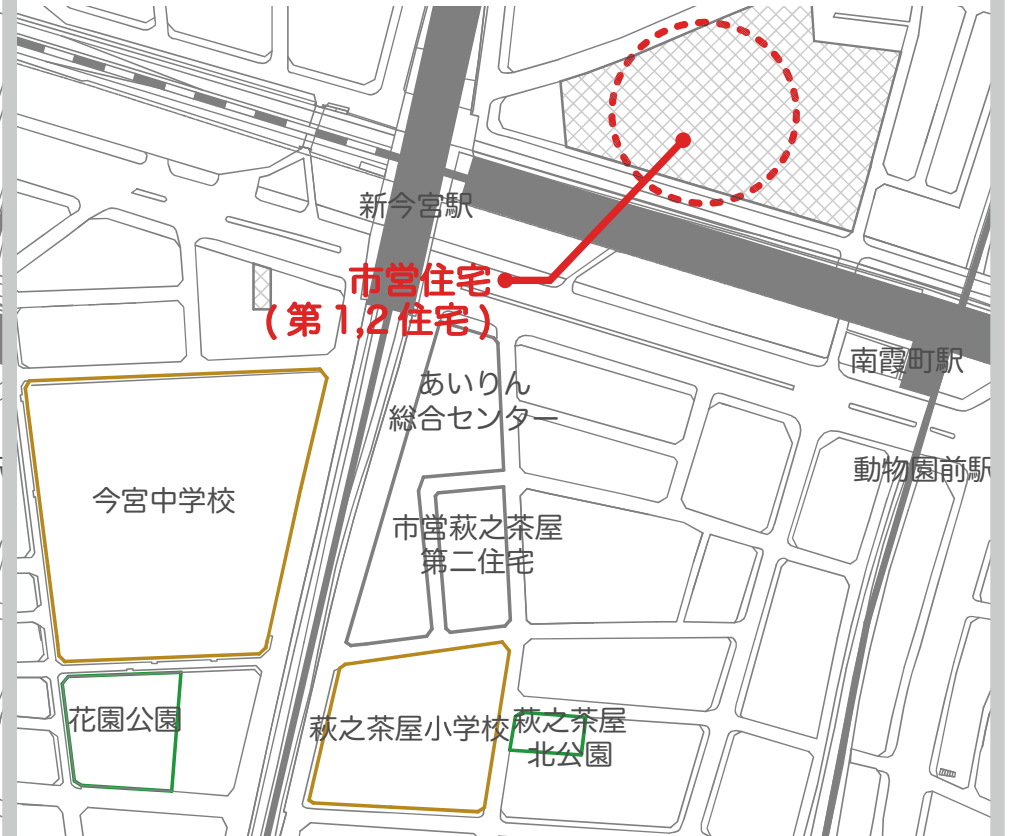 新今宮駅
市営住宅
(第1,2住宅)
南霞町駅
あいりん
総合センター
動物園前駅
今宮中学校
市営萩之茶屋
第二住宅
花園公園
萩之茶屋小学校
萩之茶屋
北公園